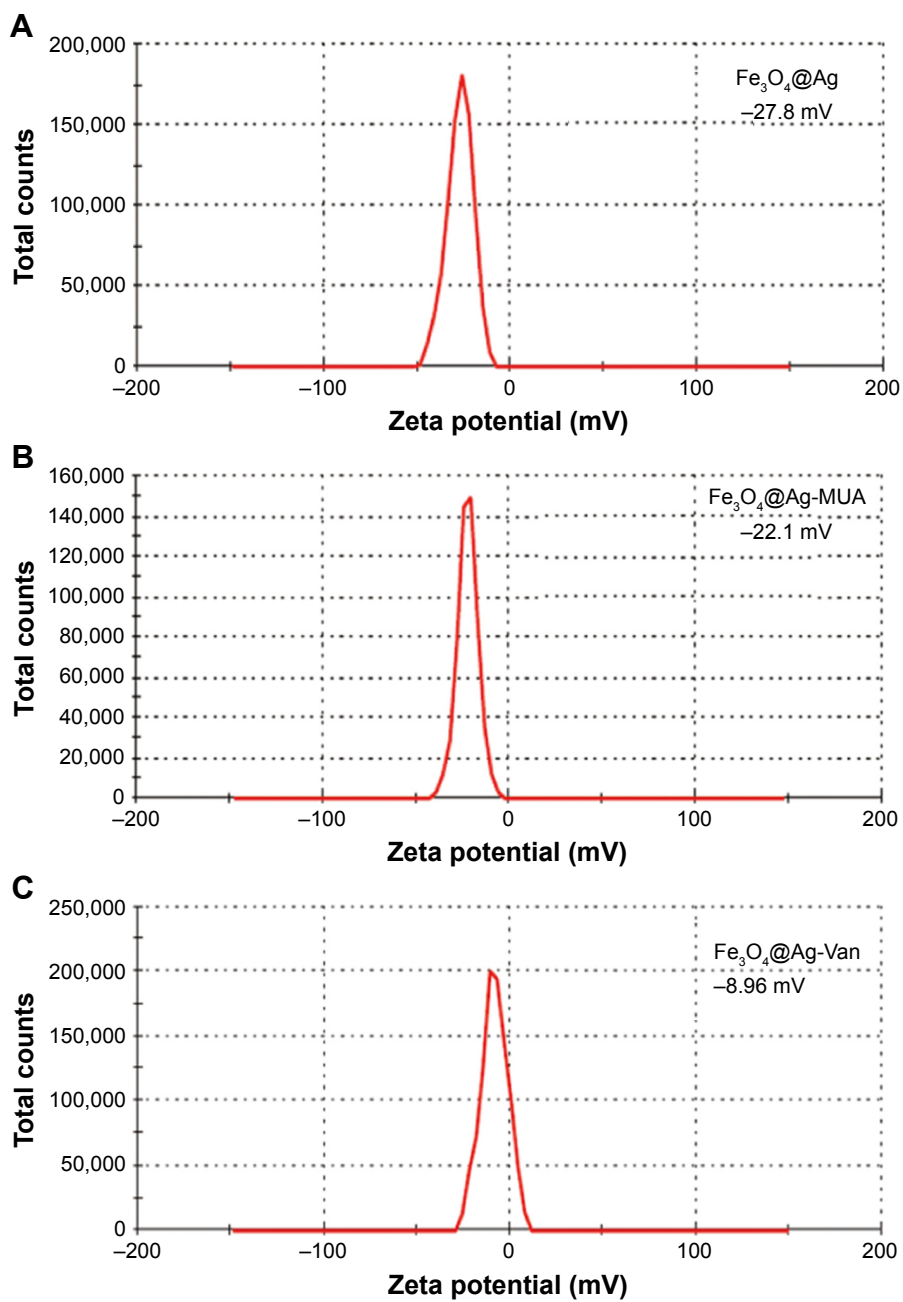 A
Total counts
200,000
150,000
100,000
50,000
0
Fe₃O₄@Ag
–27.8 mV
–200
–100
0
100
200
Zeta potential (mV)
B
Total counts
160,000
140,000
120,000
100,000
80,000
60,000
40,000
20,000
0
Fe₃O₄@Ag-MUA
–22.1 mV
–200
–100
0
100
200
Zeta potential (mV)
C
Total counts
250,000
200,000
150,000
100,000
50,000
0
Fe₃O₄@Ag-Van
–8.96 mV
–200
–100
0
100
200
Zeta potential (mV)